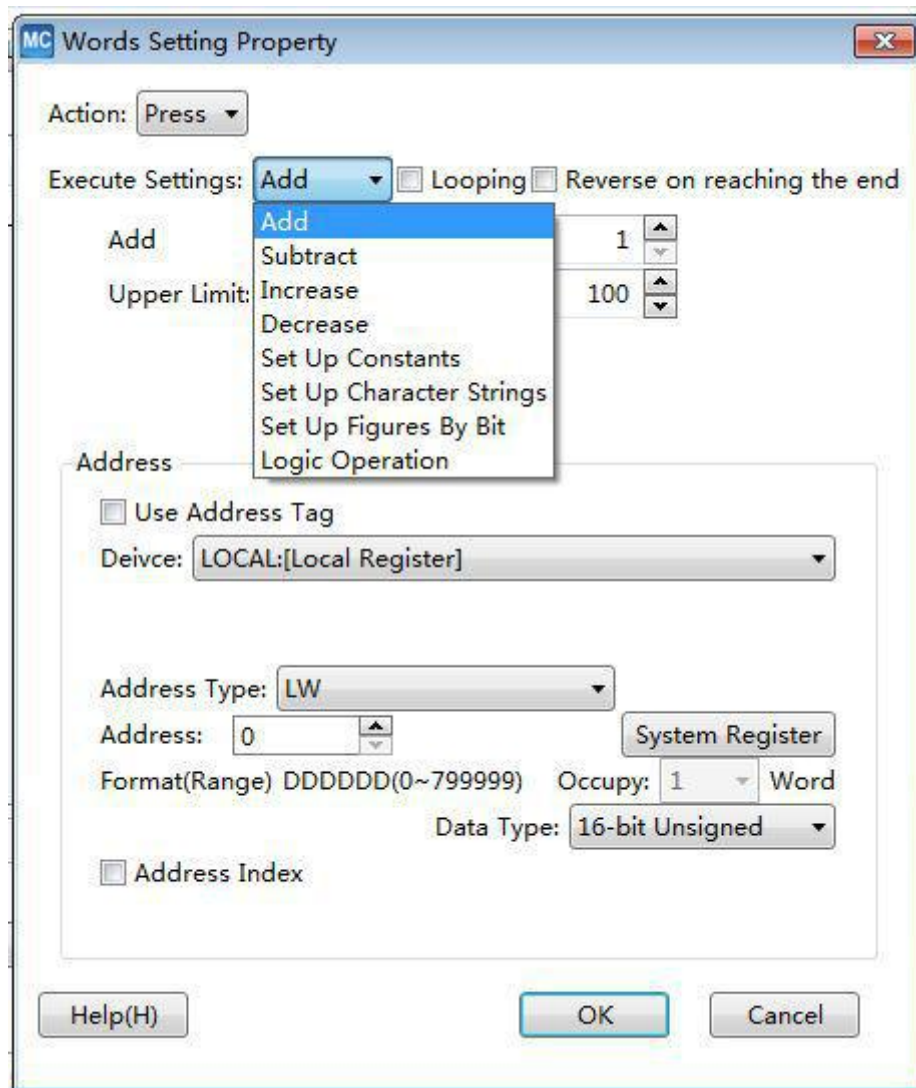 MC Words Setting Property
Action: Press
Execute Settings: Add Looping Reverse on reaching the end
Add
Add 1
Subtract
Upper Limit: Increase 100
Decrease
Set Up Constants
Set Up Character Strings
Set Up Figures By Bit
Address Logic Operation
Use Address Tag
Deivce: LOCAL:[Local Register]
Address Type: LW
Address: 0 System Register
Format(Range) DDDDDD(0~799999) Occupy: 1 Word
Data Type: 16-bit Unsigned
Address Index
Help(H) OK Cancel